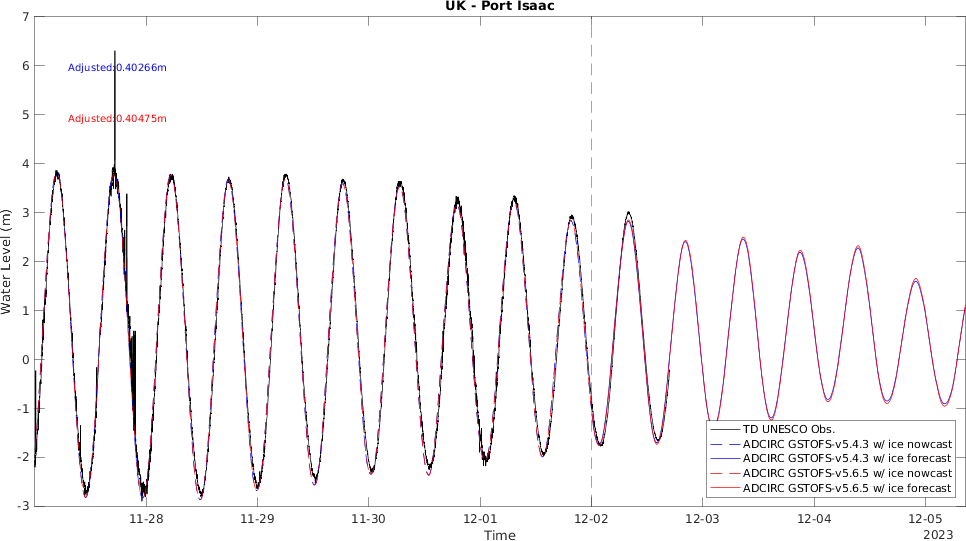 UK - Port Isaac
7
6
5
4
3
2
1
0
-1
-2
-3
Water Level (m)
Adjusted:0.40266m
Adjusted:0.40475m
TD UNESCO Obs.
ADCIRC GSTOFS-v5.4.3 w/ ice nowcast
ADCIRC GSTOFS-v5.4.3 w/ ice forecast
ADCIRC GSTOFS-v5.6.5 w/ ice nowcast
ADCIRC GSTOFS-v5.6.5 w/ ice forecast
11-28 11-29 11-30 12-01 12-02 12-03 12-04 12-05
Time
2023